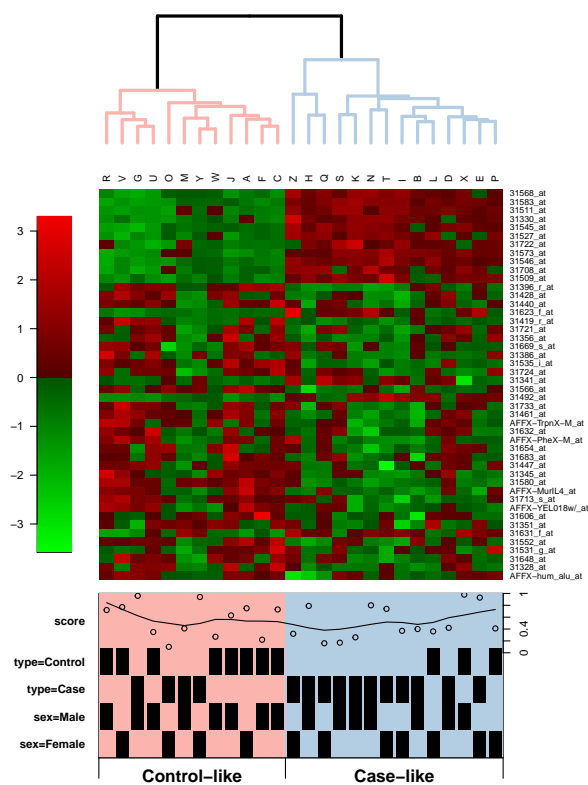 R V G U O M Y W J A F C Z H Q S K N T I B L D X E P
31568_at
31583_at
31511_at
31330_at
31545_at
31527_at
31722_at
31573_at
31546_at
31708_at
31509_at
31396_r_at
31428_at
31440_at
31623_f_at
31419_r_at
31721_at
31356_at
31669_s_at
31386_at
31535_i_at
31724_at
31341_at
31566_at
31492_at
31733_at
31461_at
AFFX-TrpnX-M_at
31632_at
AFFX-PheX-M_at
31654_at
31683_at
31447_at
31345_at
31580_at
AFFX-MurIL4_at
31713_s_at
AFFX-YEL018w/_at
31606_at
31351_at
31631_f_at
31552_at
31531_g_at
31648_at
31328_at
AFFX-hum_alu_at
3
2
1
0
−1
−2
−3
score
0 0.4 1
type=Control
type=Case
sex=Male
sex=Female
Control−like Case−like